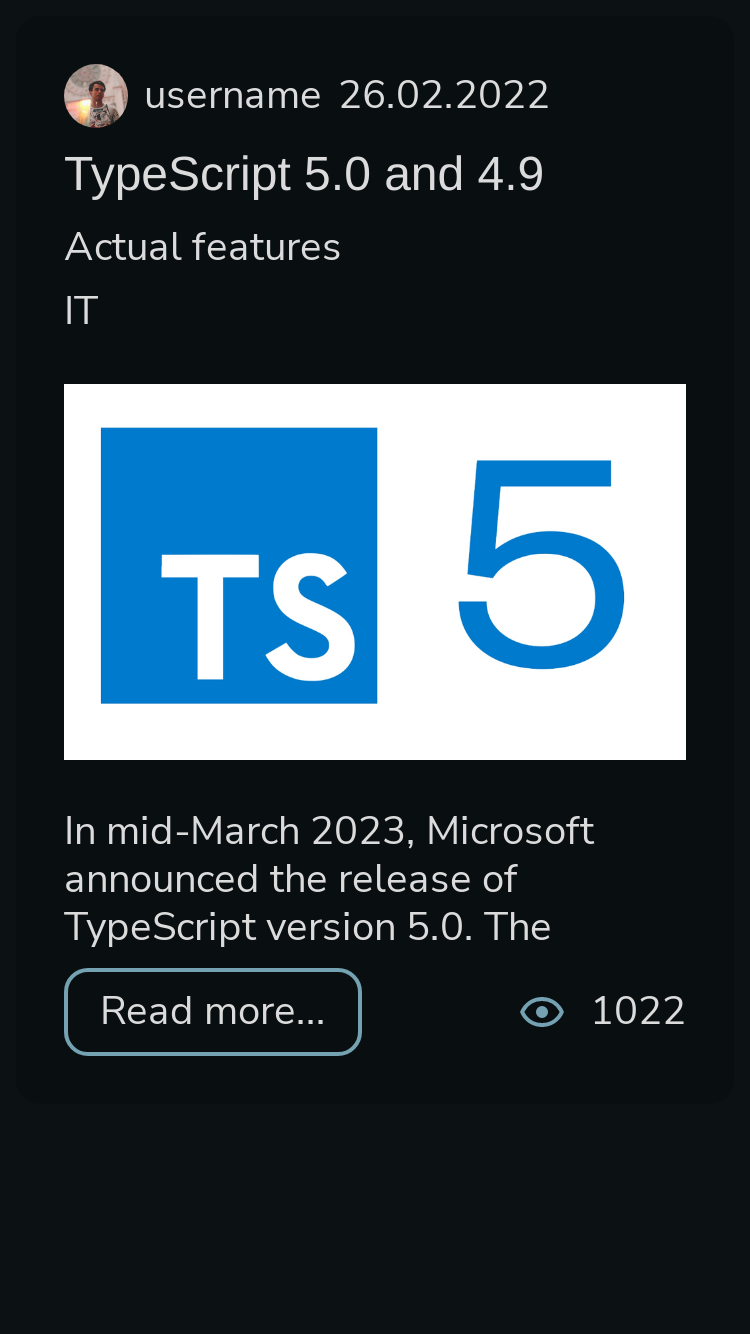 username 26.02.2022
TypeScript 5.0 and 4.9
Actual features
IT
TS 5
In mid-March 2023, Microsoft
announced the release of
TypeScript version 5.0. The
Read more...
1022